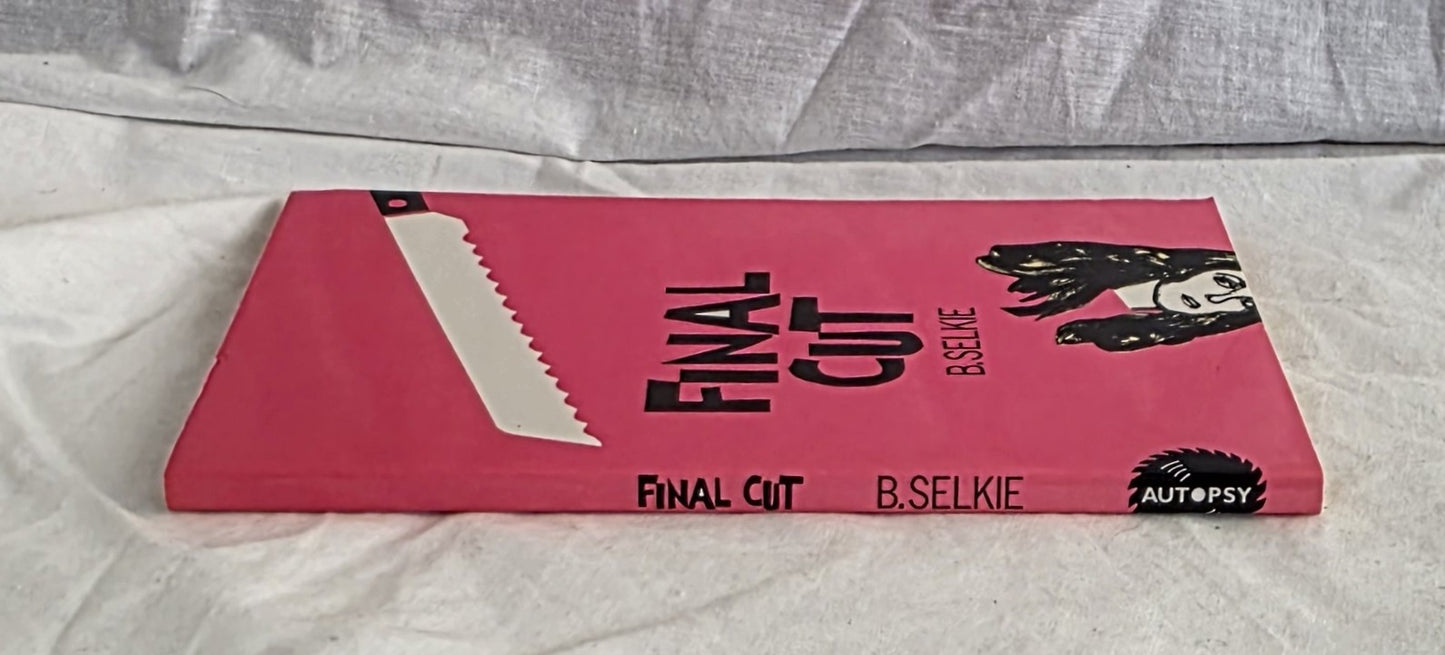 FINAL
CUT
B.SELKIE
FINAL CUT B.SELKIE AUTOPSY